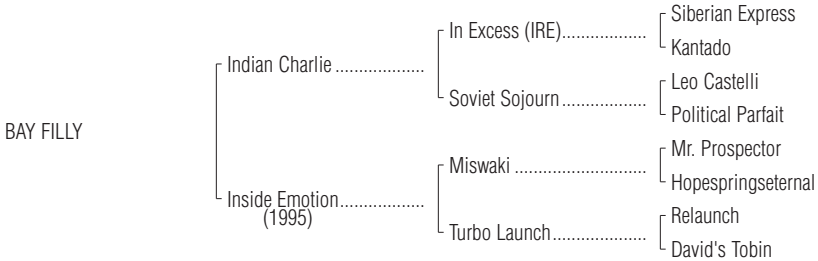 Siberian Express
In Excess (IRE)...................
Kantado
Indian Charlie ....................
Leo Castelli
Soviet Sojourn...................
Political Parfait
BAY FILLY
Mr. Prospector
Miswaki .............................
Hopespringseternal
Inside Emotion...................
(1995)
Relaunch
Turbo Launch.....................
David's Tobin